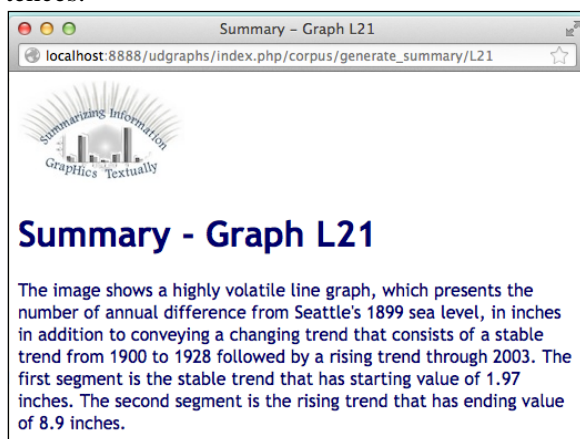 tences.
Summary – Graph L21
localhost:8888/udgraphs/index.php/corpus/generate_summary/L21
Summarizing Information
GrapHics Textually
Summary - Graph L21
The image shows a highly volatile line graph, which presents the
number of annual difference from Seattle's 1899 sea level, in inches
in addition to conveying a changing trend that consists of a stable
trend from 1900 to 1928 followed by a rising trend through 2003. The
first segment is the stable trend that has starting value of 1.97
inches. The second segment is the rising trend that has ending value
of 8.9 inches.